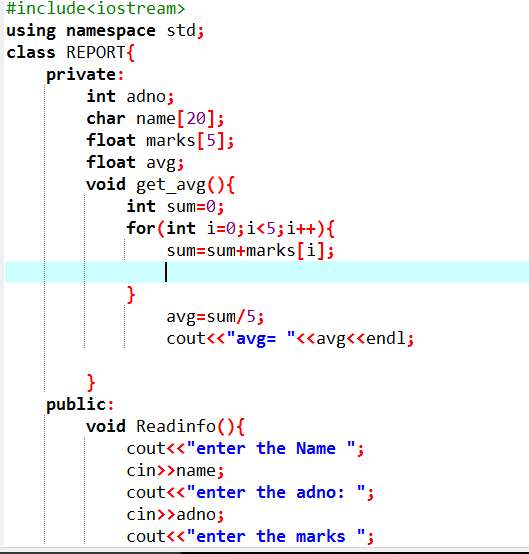 #include<iostream>
using namespace std;
class REPORT{
    private:
        int adno;
        char name[20];
        float marks[5];
        float avg;
        void get_avg(){
            int sum=0;
            for(int i=0;i<5;i++){
                sum=sum+marks[i];
            }
                avg=sum/5;
                cout<<"avg= "<<avg<<endl;
        }
    public:
        void Readinfo(){
            cout<<"enter the Name ";
            cin>>name;
            cout<<"enter the adno: ";
            cin>>adno;
            cout<<"enter the marks ";